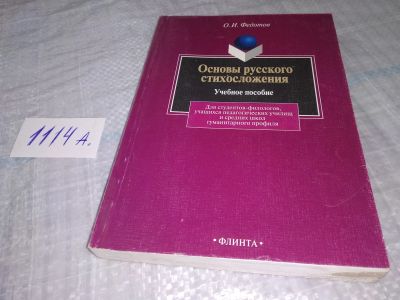 О. И. Федотов
Основы русского
стихосложения
Учебное пособие
Для студентов-филологов,
учащихся педагогических училищ
и средних школ
гуманитарного профиля
• ФЛИНТА •
1114 А.